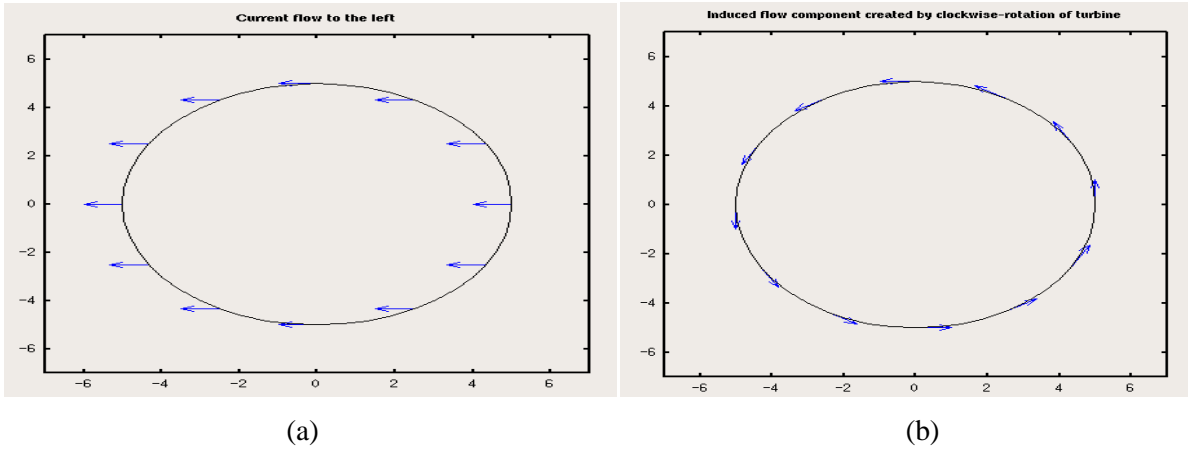 Current flow to the left
6
4
2
0
-2
-4
-6
-6 -4 -2 0 2 4 6
(a)
Induced flow component created by clockwise-rotation of turbine
6
4
2
0
-2
-4
-6
-6 -4 -2 0 2 4 6
(b)